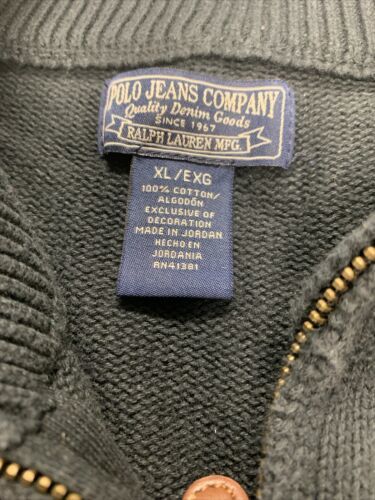 POLO JEANS COMPANY
Quality Denim Goods
SINCE 1967
RALPH LAUREN MFG.
XL/EXG
100% COTTON/
ALGODÓN
EXCLUSIVE OF
DECORATION
MADE IN JORDAN
HECHO EN
JORDANIA
RN41381